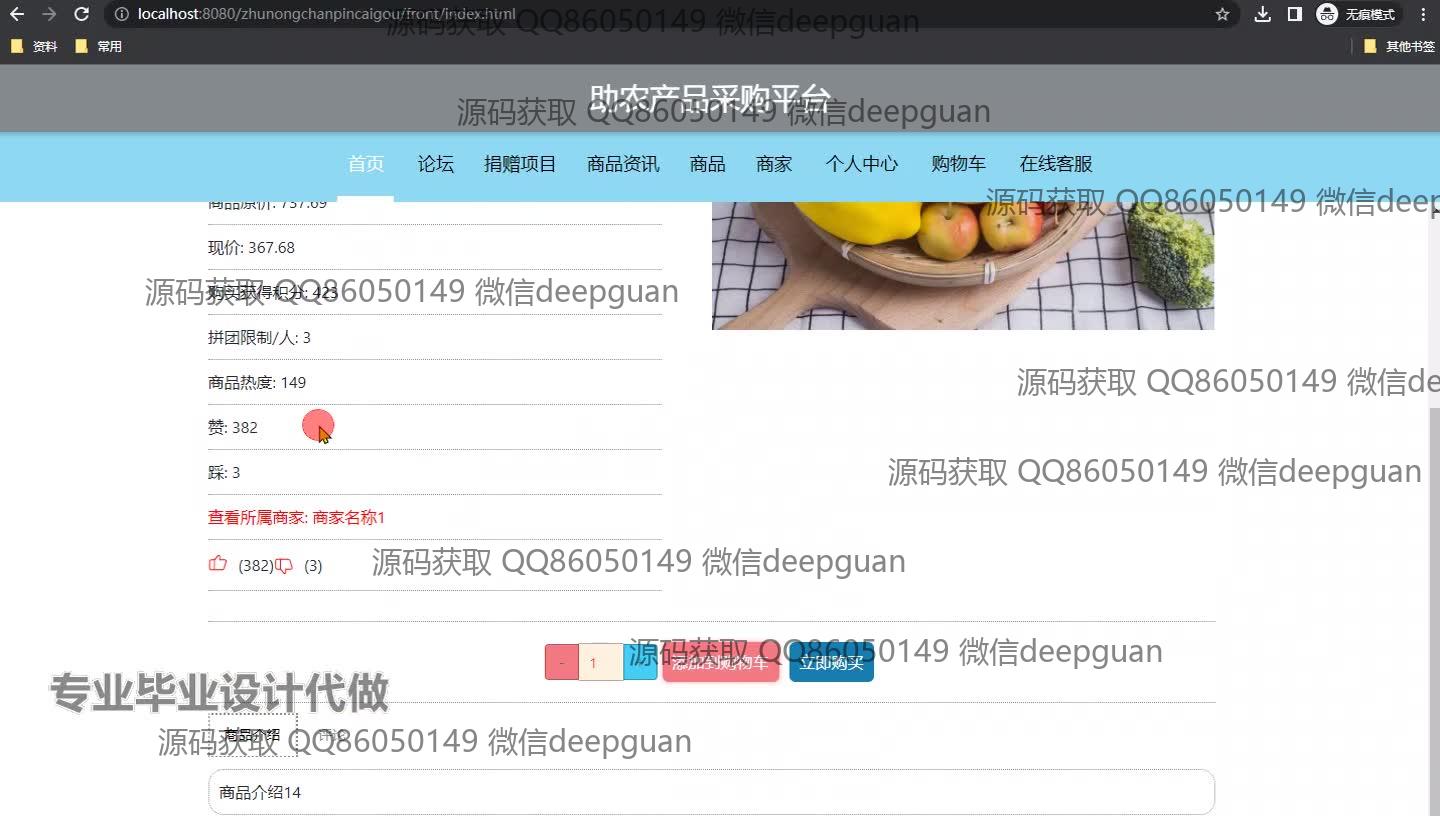 localhost:8080/zhunongchanpincaigou/front/index.html
无痕模式
源码获取 QQ86050149 微信deepguan
资料
常用
其他书签
助农产品采购平台
源码获取 QQ86050149 微信deepguan
首页 论坛 捐赠项目 商品资讯 商品 商家 个人中心 购物车 在线客服
源码获取 QQ86050149 微信deep
商品原价: 737.69
现价: 367.68
购买获得积分: 423
源码获取 QQ86050149 微信deepguan
拼团限制/人: 3
商品热度: 149
源码获取 QQ86050149 微信de
赞: 382
踩: 3
源码获取 QQ86050149 微信deepguan
查看所属商家: 商家名称1
(382) (3)
源码获取 QQ86050149 微信deepguan
- 1
添加到购物车
立即购买
源码获取 QQ86050149 微信deepguan
专业毕业设计代做
商品介绍 评论
源码获取 QQ86050149 微信deepguan
商品介绍14